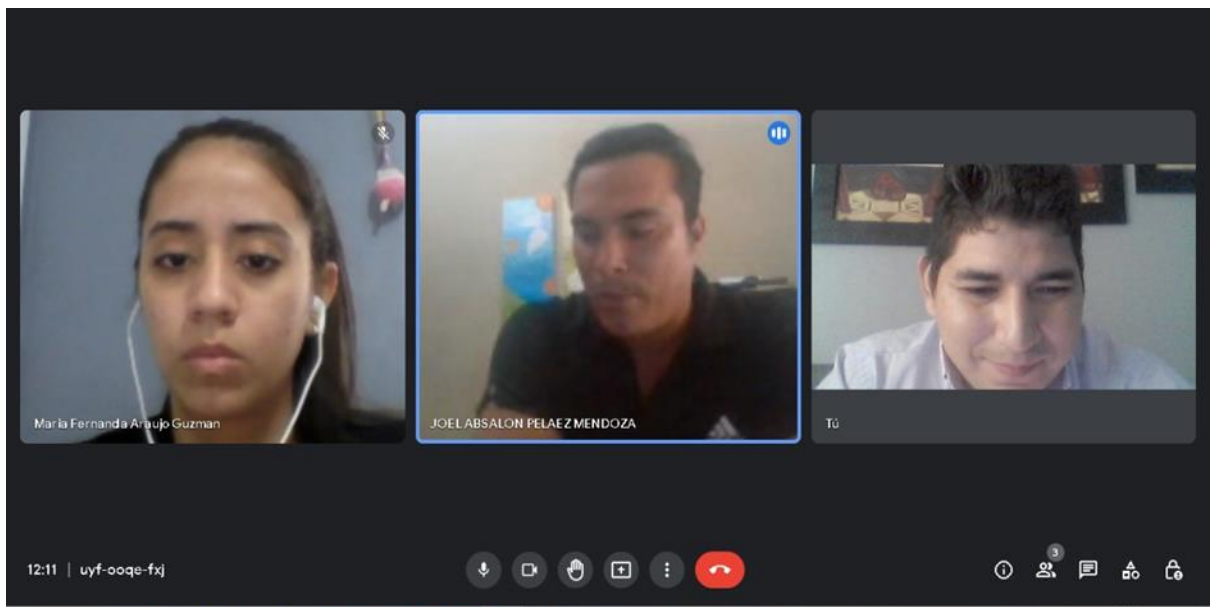 Maria Fernanda Araujo Guzman
JOEL ABSALON PELAEZ MENDOZA
Tú
3
12:11 | uyf-ooqe-fxj